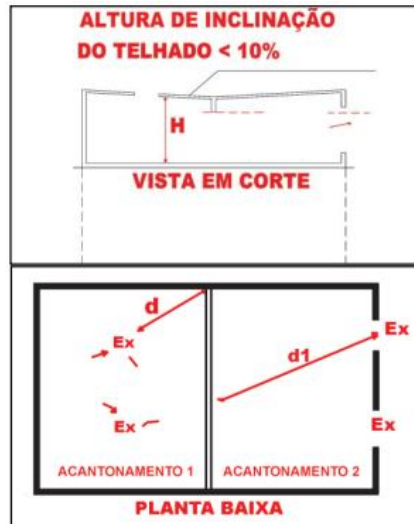 ALTURA DE INCLINAÇÃO
DO TELHADO < 10%
H
VISTA EM CORTE
d
Ex
d1
Ex
Ex
Ex
ACANTONAMENTO 1
ACANTONAMENTO 2
PLANTA BAIXA